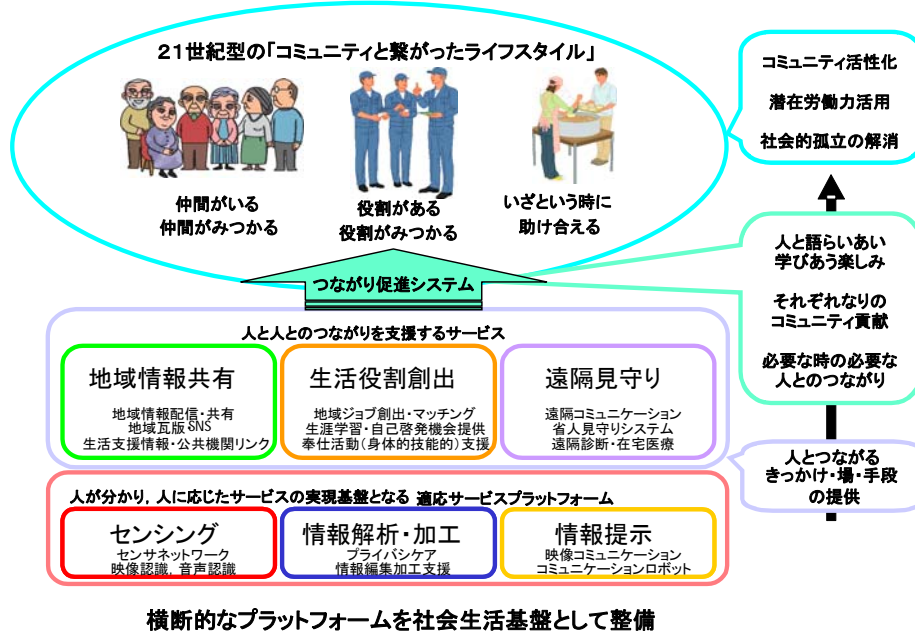 21世紀型の「コミュニティと繋がったライフスタイル」
仲間がいる
仲間がみつかる
役割がある
役割がみつかる
いざという時に
助け合える
つながり促進システム
人と人とのつながりを支援するサービス
地域情報共有
地域情報配信・共有
地域瓦版SNS
生活支援情報・公共機関リンク
生活役割創出
地域ジョブ創出・マッチング
生涯学習・自己啓発機会提供
奉仕活動(身体的技能的)支援
遠隔見守り
遠隔コミュニケーション
省人見守りシステム
遠隔診断・在宅医療
人が分かり,人に応じたサービスの実現基盤となる 適応サービスプラットフォーム
センシング
センサネットワーク
映像認識,音声認識
情報解析・加工
プライバシケア
情報編集加工支援
情報提示
映像コミュニケーション
コミュニケーションロボット
コミュニティ活性化
潜在労働力活用
社会的孤立の解消
人と語らいあい
学びあう楽しみ
それぞれなりの
コミュニティ貢献
必要な時の必要な
人とのつながり
人とつながる
きっかけ・場・手段
の提供
横断的なプラットフォームを社会生活基盤として整備